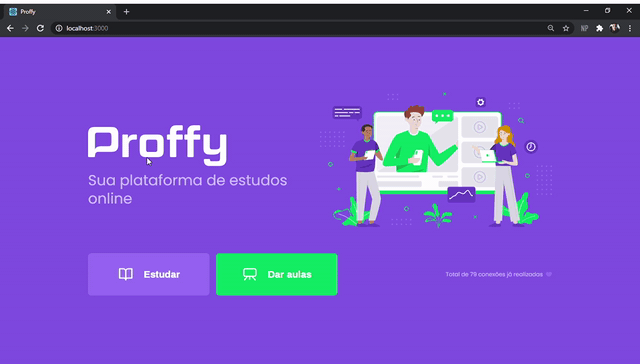 Proffy
localhost:3000
Proffy
Sua plataforma de estudos
online
Estudar
Dar aulas
Total de 79 conexões já realizadas